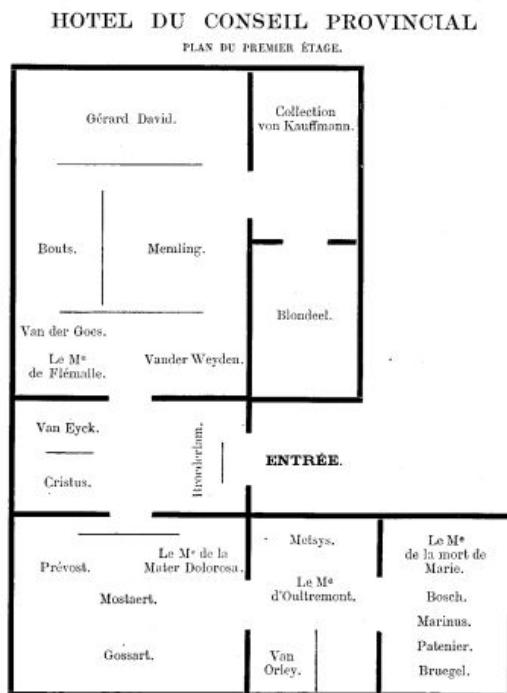 HOTEL DU CONSEIL PROVINCIAL
PLAN DU PREMIER ÉTAGE.
Gérard David.
Collection
von Kauffmann.
Bouts.
Memling.
Blondeel.
Van der Goes.
Le Mᵉ
de Flémalle.
Vander Weyden.
Van Eyck.
Broederlam.
ENTRÉE.
Cristus.
Prévost.
Le Mᵉ de la
Mater Dolorosa.
Mostaert.
Gossart.
Metsys.
Le Mᵉ
d'Oultremont.
Van
Orley.
Le Mᵉ
de la mort de
Marie.
Bosch.
Marinus.
Patenier.
Bruegel.